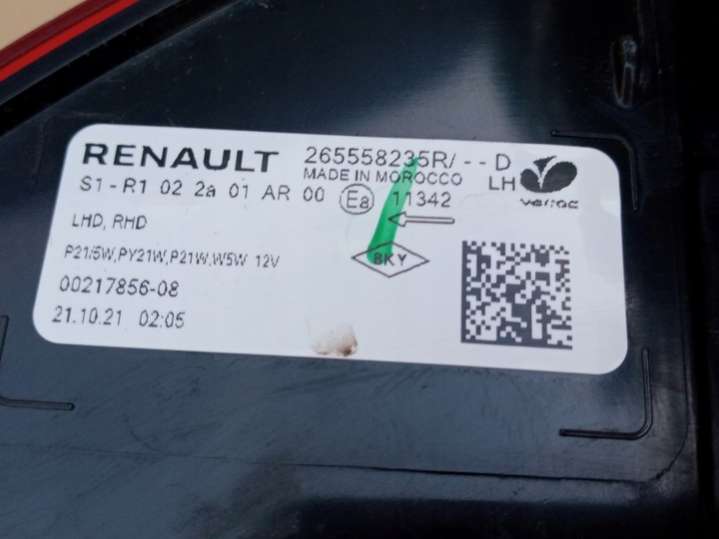 RENAULT 265558235R/--D
MADE IN MOROCCO
LH
S1-R1 02 2a 01 AR 00 E8 11342
varroc
LHD, RHD
P21/5W,PY21W,P21W,W5W 12V
BKY
00217856-08
21.10.21 02:05